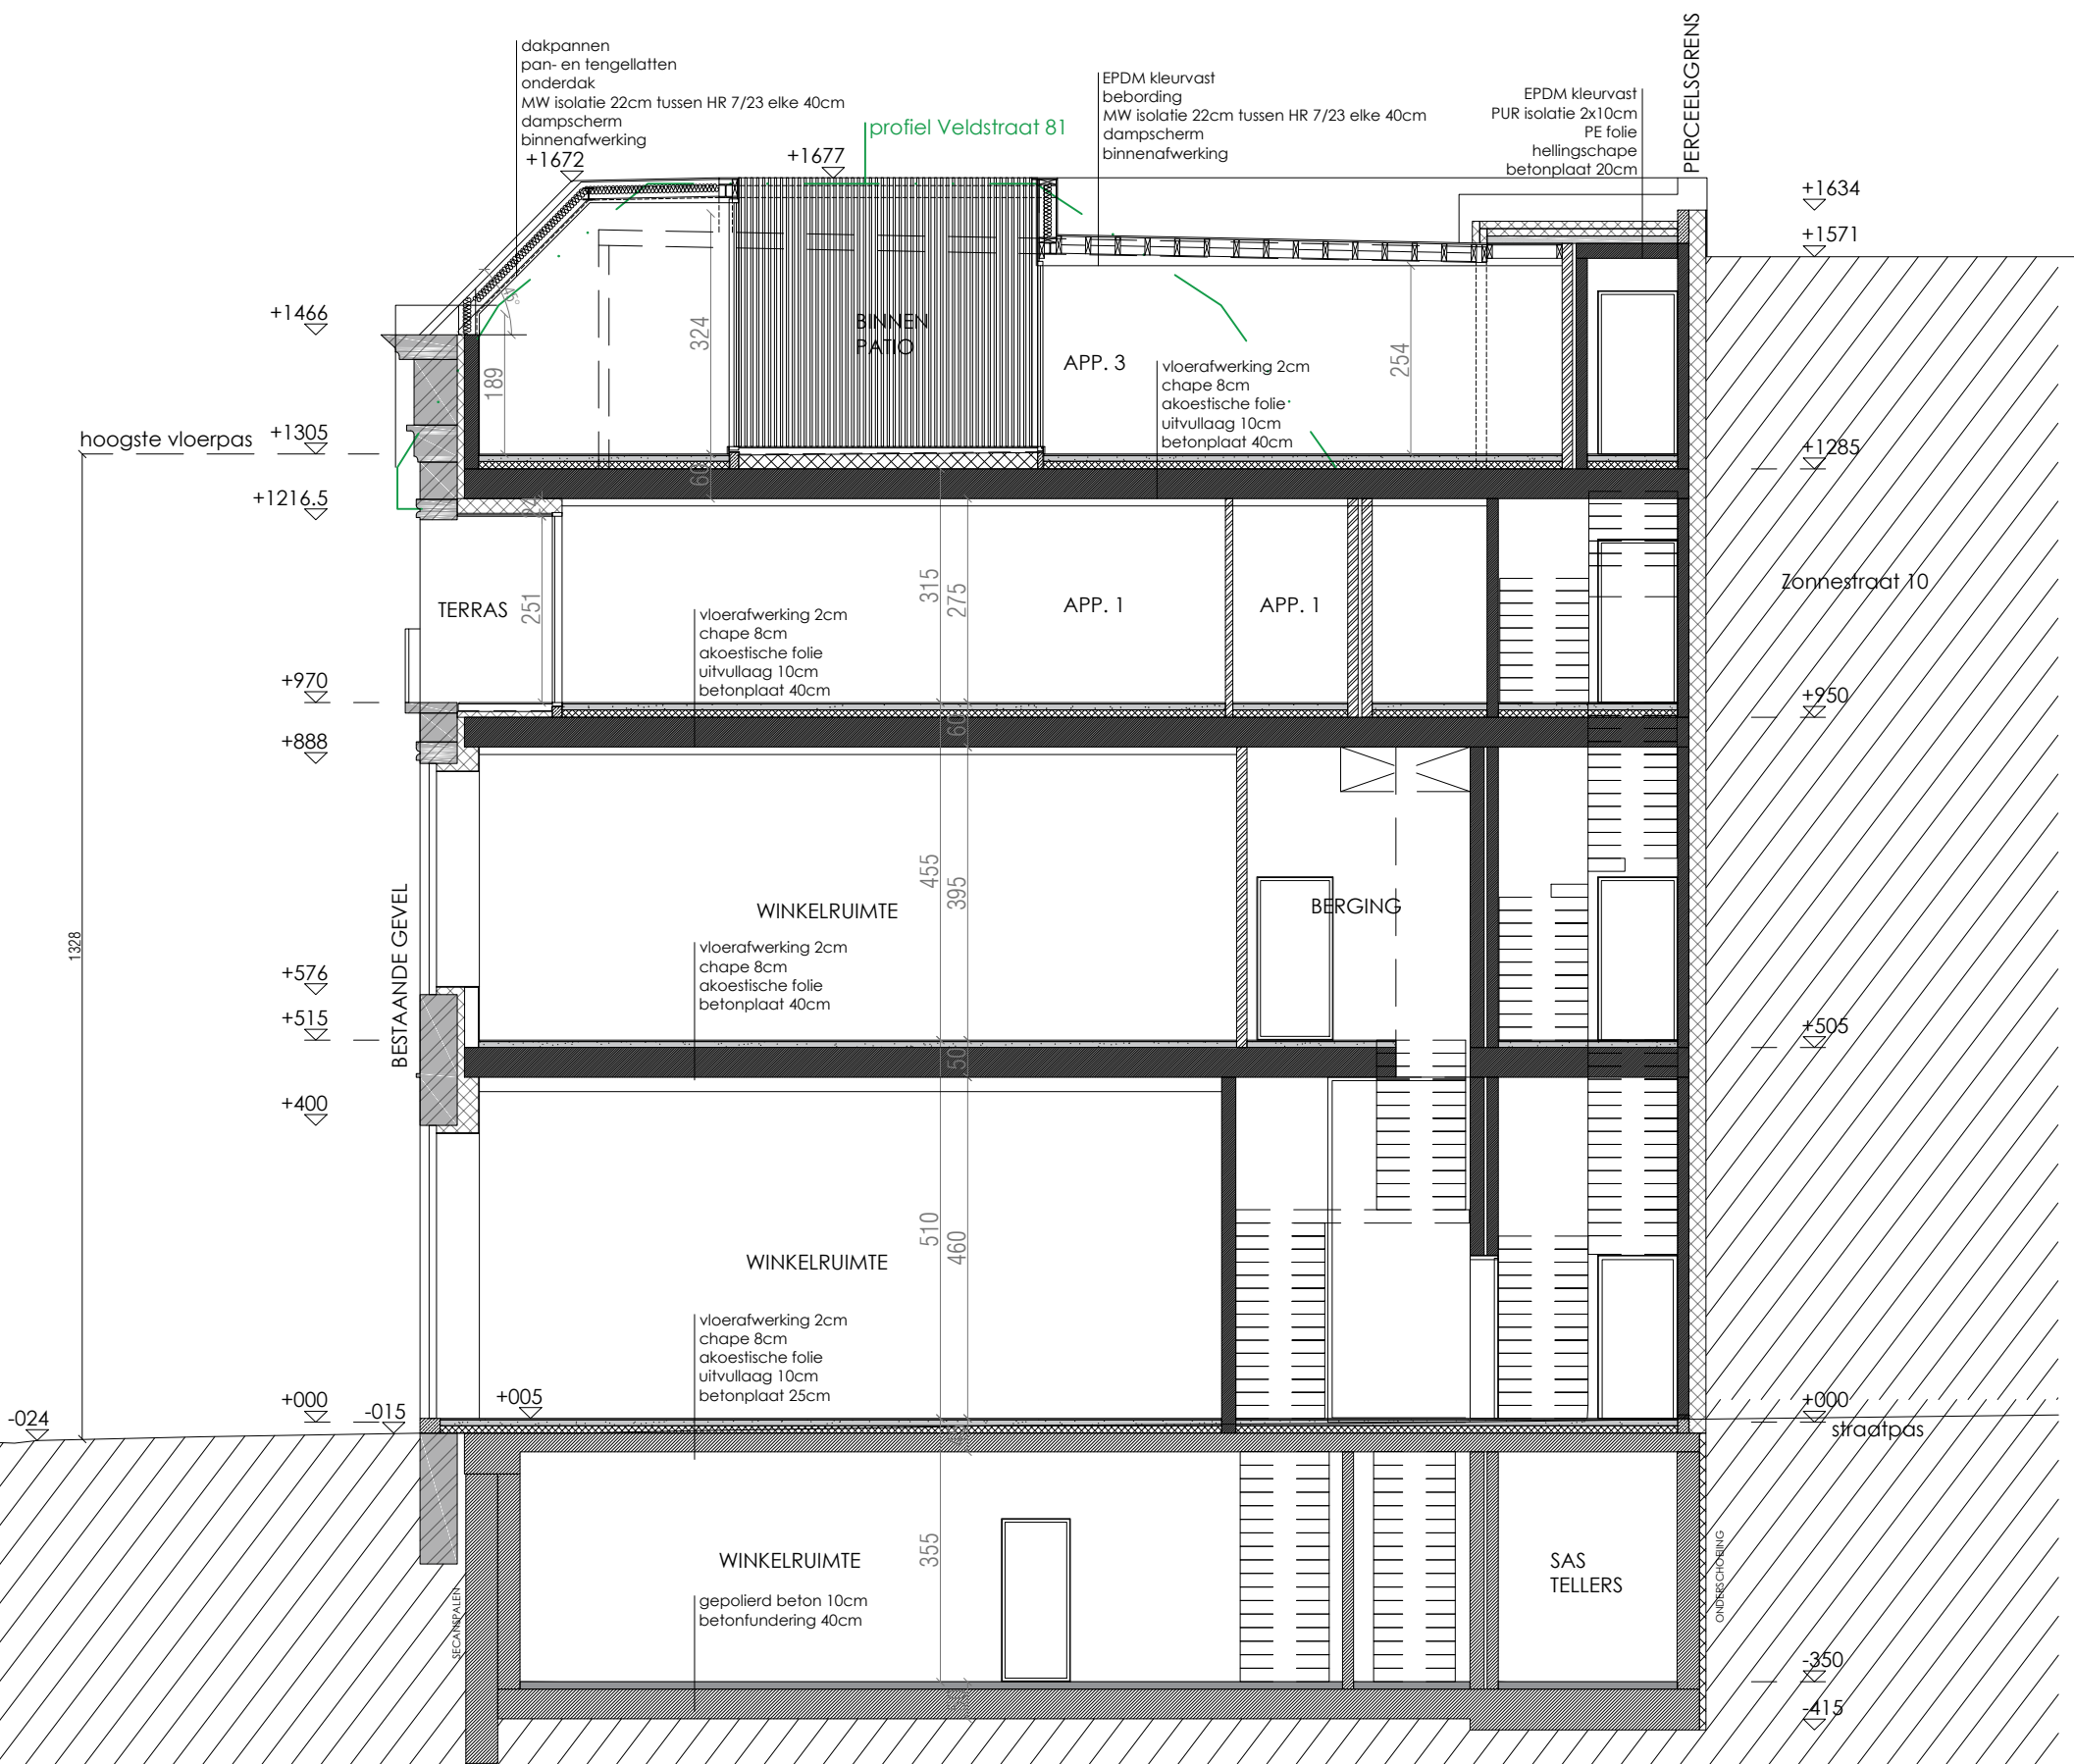 dakpannen
pan- en tengellatten
onderdak
MW isolatie 22cm tussen HR 7/23 elke 40cm
dampscherm
binnenafwerking
+1672
+1677
profiel Veldstraat 81
EPDM kleurvast
bebording
MW isolatie 22cm tussen HR 7/23 elke 40cm
dampscherm
binnenafwerking
EPDM kleurvast
PUR isolatie 2x10cm
PE folie
hellingschape
betonplaat 20cm
PERCEELSGRENS
+1634
+1571
+1466
45°
189
324
BINNEN
PATIO
APP. 3
254
vloerafwerking 2cm
chape 8cm
akoestische folie
uitvullaag 10cm
betonplaat 40cm
hoogste vloerpas
+1305
+1285
60
+1216.5
TERRAS
251
315
275
APP. 1
APP. 1
Zonnestraat 10
vloerafwerking 2cm
chape 8cm
akoestische folie
uitvullaag 10cm
betonplaat 40cm
+970
+950
60
+888
1328
BESTAANDE GEVEL
455
395
WINKELRUIMTE
BERGING
vloerafwerking 2cm
chape 8cm
akoestische folie
betonplaat 40cm
+576
+515
+505
50
+400
510
460
WINKELRUIMTE
vloerafwerking 2cm
chape 8cm
akoestische folie
uitvullaag 10cm
betonplaat 25cm
+000
+005
-015
-024
+000
straatpas
355
WINKELRUIMTE
SAS
TELLERS
gepolierd beton 10cm
betonfundering 40cm
SECANSPALEN
ONDERSCHOEIING
-350
-415